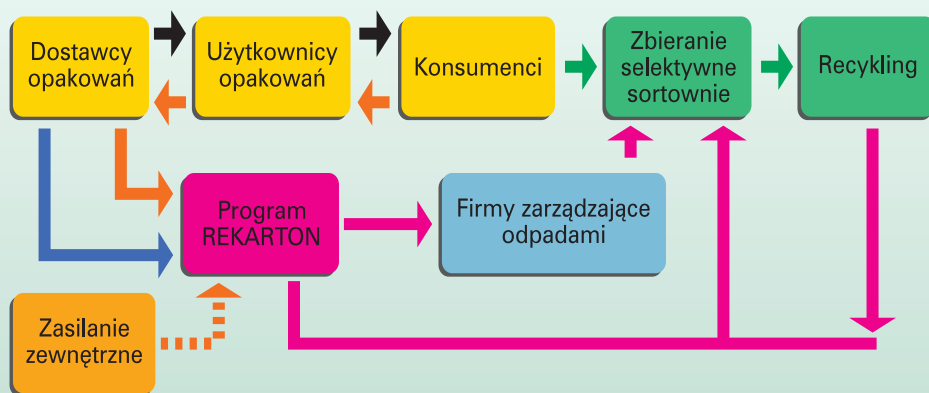 Dostawcy
opakowań
Użytkownicy
opakowań
Konsumenci
Zbieranie
selektywne
sortownie
Recykling
Program
REKARTON
Firmy zarządzające
odpadami
Zasilanie
zewnętrzne